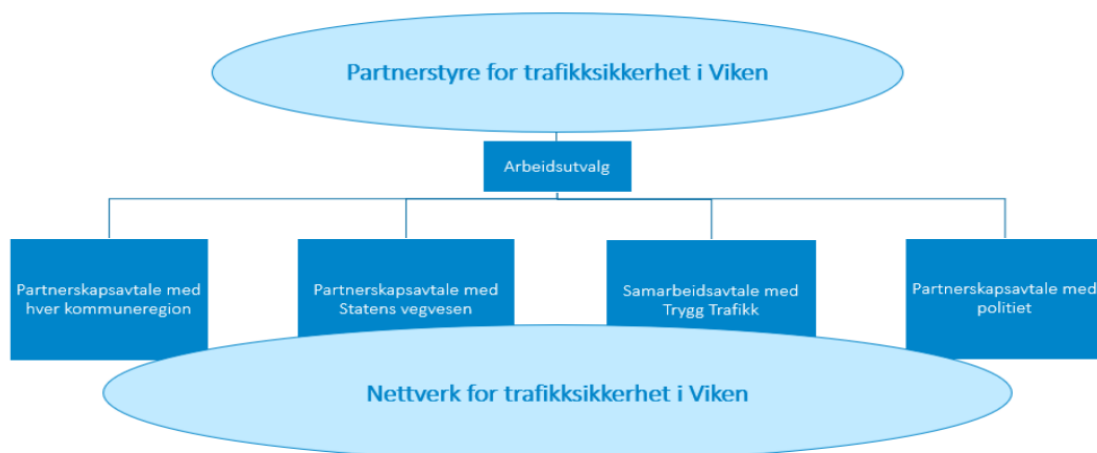 Partnerstyre for trafikksikkerhet i Viken
Arbeidsutvalg
Partnerskapsavtale med
hver kommuneregion
Partnerskapsavtale med
Statens vegvesen
Samarbeidsavtale med
Trygg Trafikk
Partnerskapsavtale med
politiet
Nettverk for trafikksikkerhet i Viken